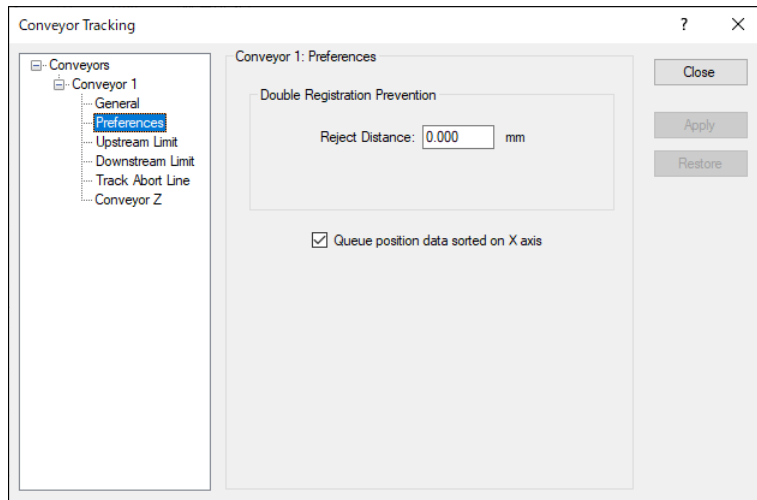 Conveyor Tracking
?
Conveyors
Conveyor 1
General
Preferences
Upstream Limit
Downstream Limit
Track Abort Line
Conveyor Z
Conveyor 1: Preferences
Double Registration Prevention
Reject Distance: 0.000 mm
Queue position data sorted on X axis
Close
Apply
Restore